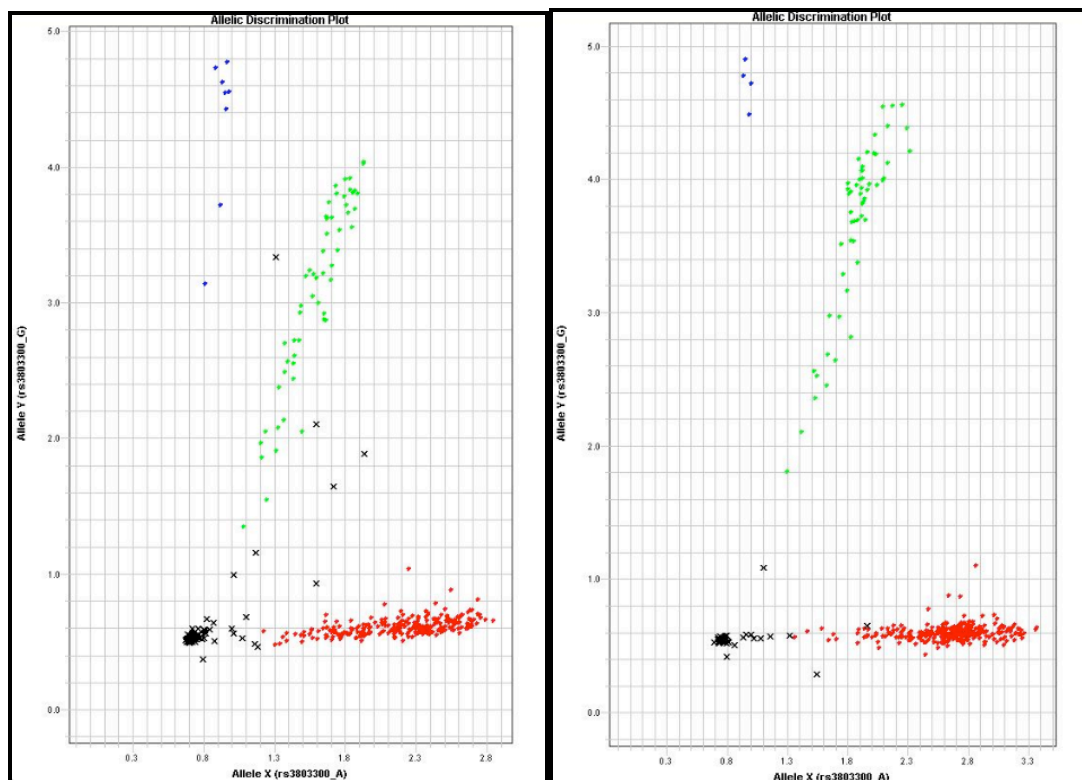 Allelic Discrimination Plot
5.0
4.0
3.0
2.0
1.0
0.0
Allele Y (rs3803300_G)
0.3 0.8 1.3 1.8 2.3 2.8
Allele X (rs3803300_A)
Allelic Discrimination Plot
5.0
4.0
3.0
2.0
1.0
0.0
Allele Y (rs3803300_G)
0.3 0.8 1.3 1.8 2.3 2.8 3.3
Allele X (rs3803300_A)